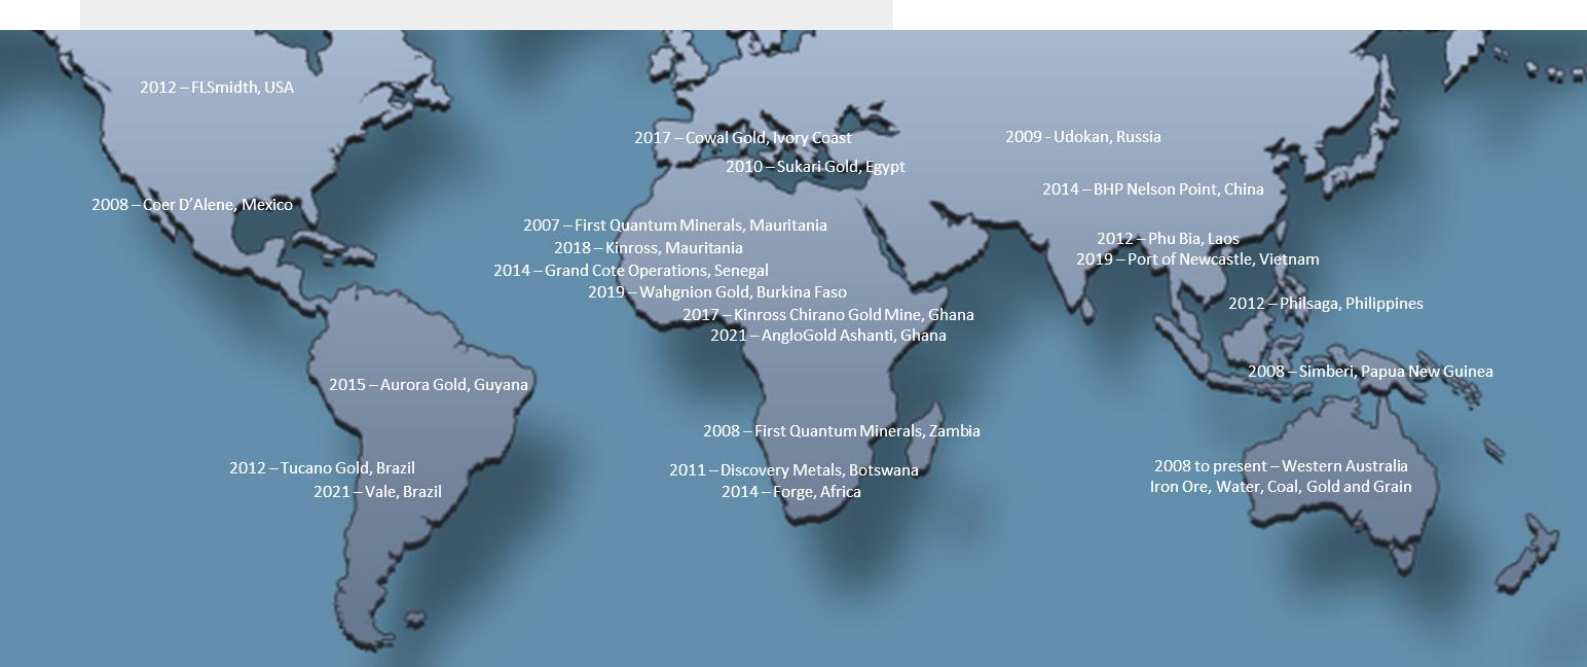 2012 – FLSmidth, USA
2017 – Cowal Gold, Ivory Coast
2009 - Udokan, Russia
2010 – Sukari Gold, Egypt
2014 – BHP Nelson Point, China
2008 – Coer D’Alene, Mexico
2007 – First Quantum Minerals, Mauritania
2012 – Phu Bia, Laos
2018 – Kinross, Mauritania
2019 – Port of Newcastle, Vietnam
2014 – Grand Cote Operations, Senegal
2019 – Wahgnion Gold, Burkina Faso
2012 – Philsaga, Philippines
2017 – Kinross Chirano Gold Mine, Ghana
2021 – AngloGold Ashanti, Ghana
2008 – Simberi, Papua New Guinea
2015 – Aurora Gold, Guyana
2008 – First Quantum Minerals, Zambia
2012 – Tucano Gold, Brazil
2011 – Discovery Metals, Botswana
2008 to present – Western Australia
2021 – Vale, Brazil
2014 – Forge, Africa
Iron Ore, Water, Coal, Gold and Grain